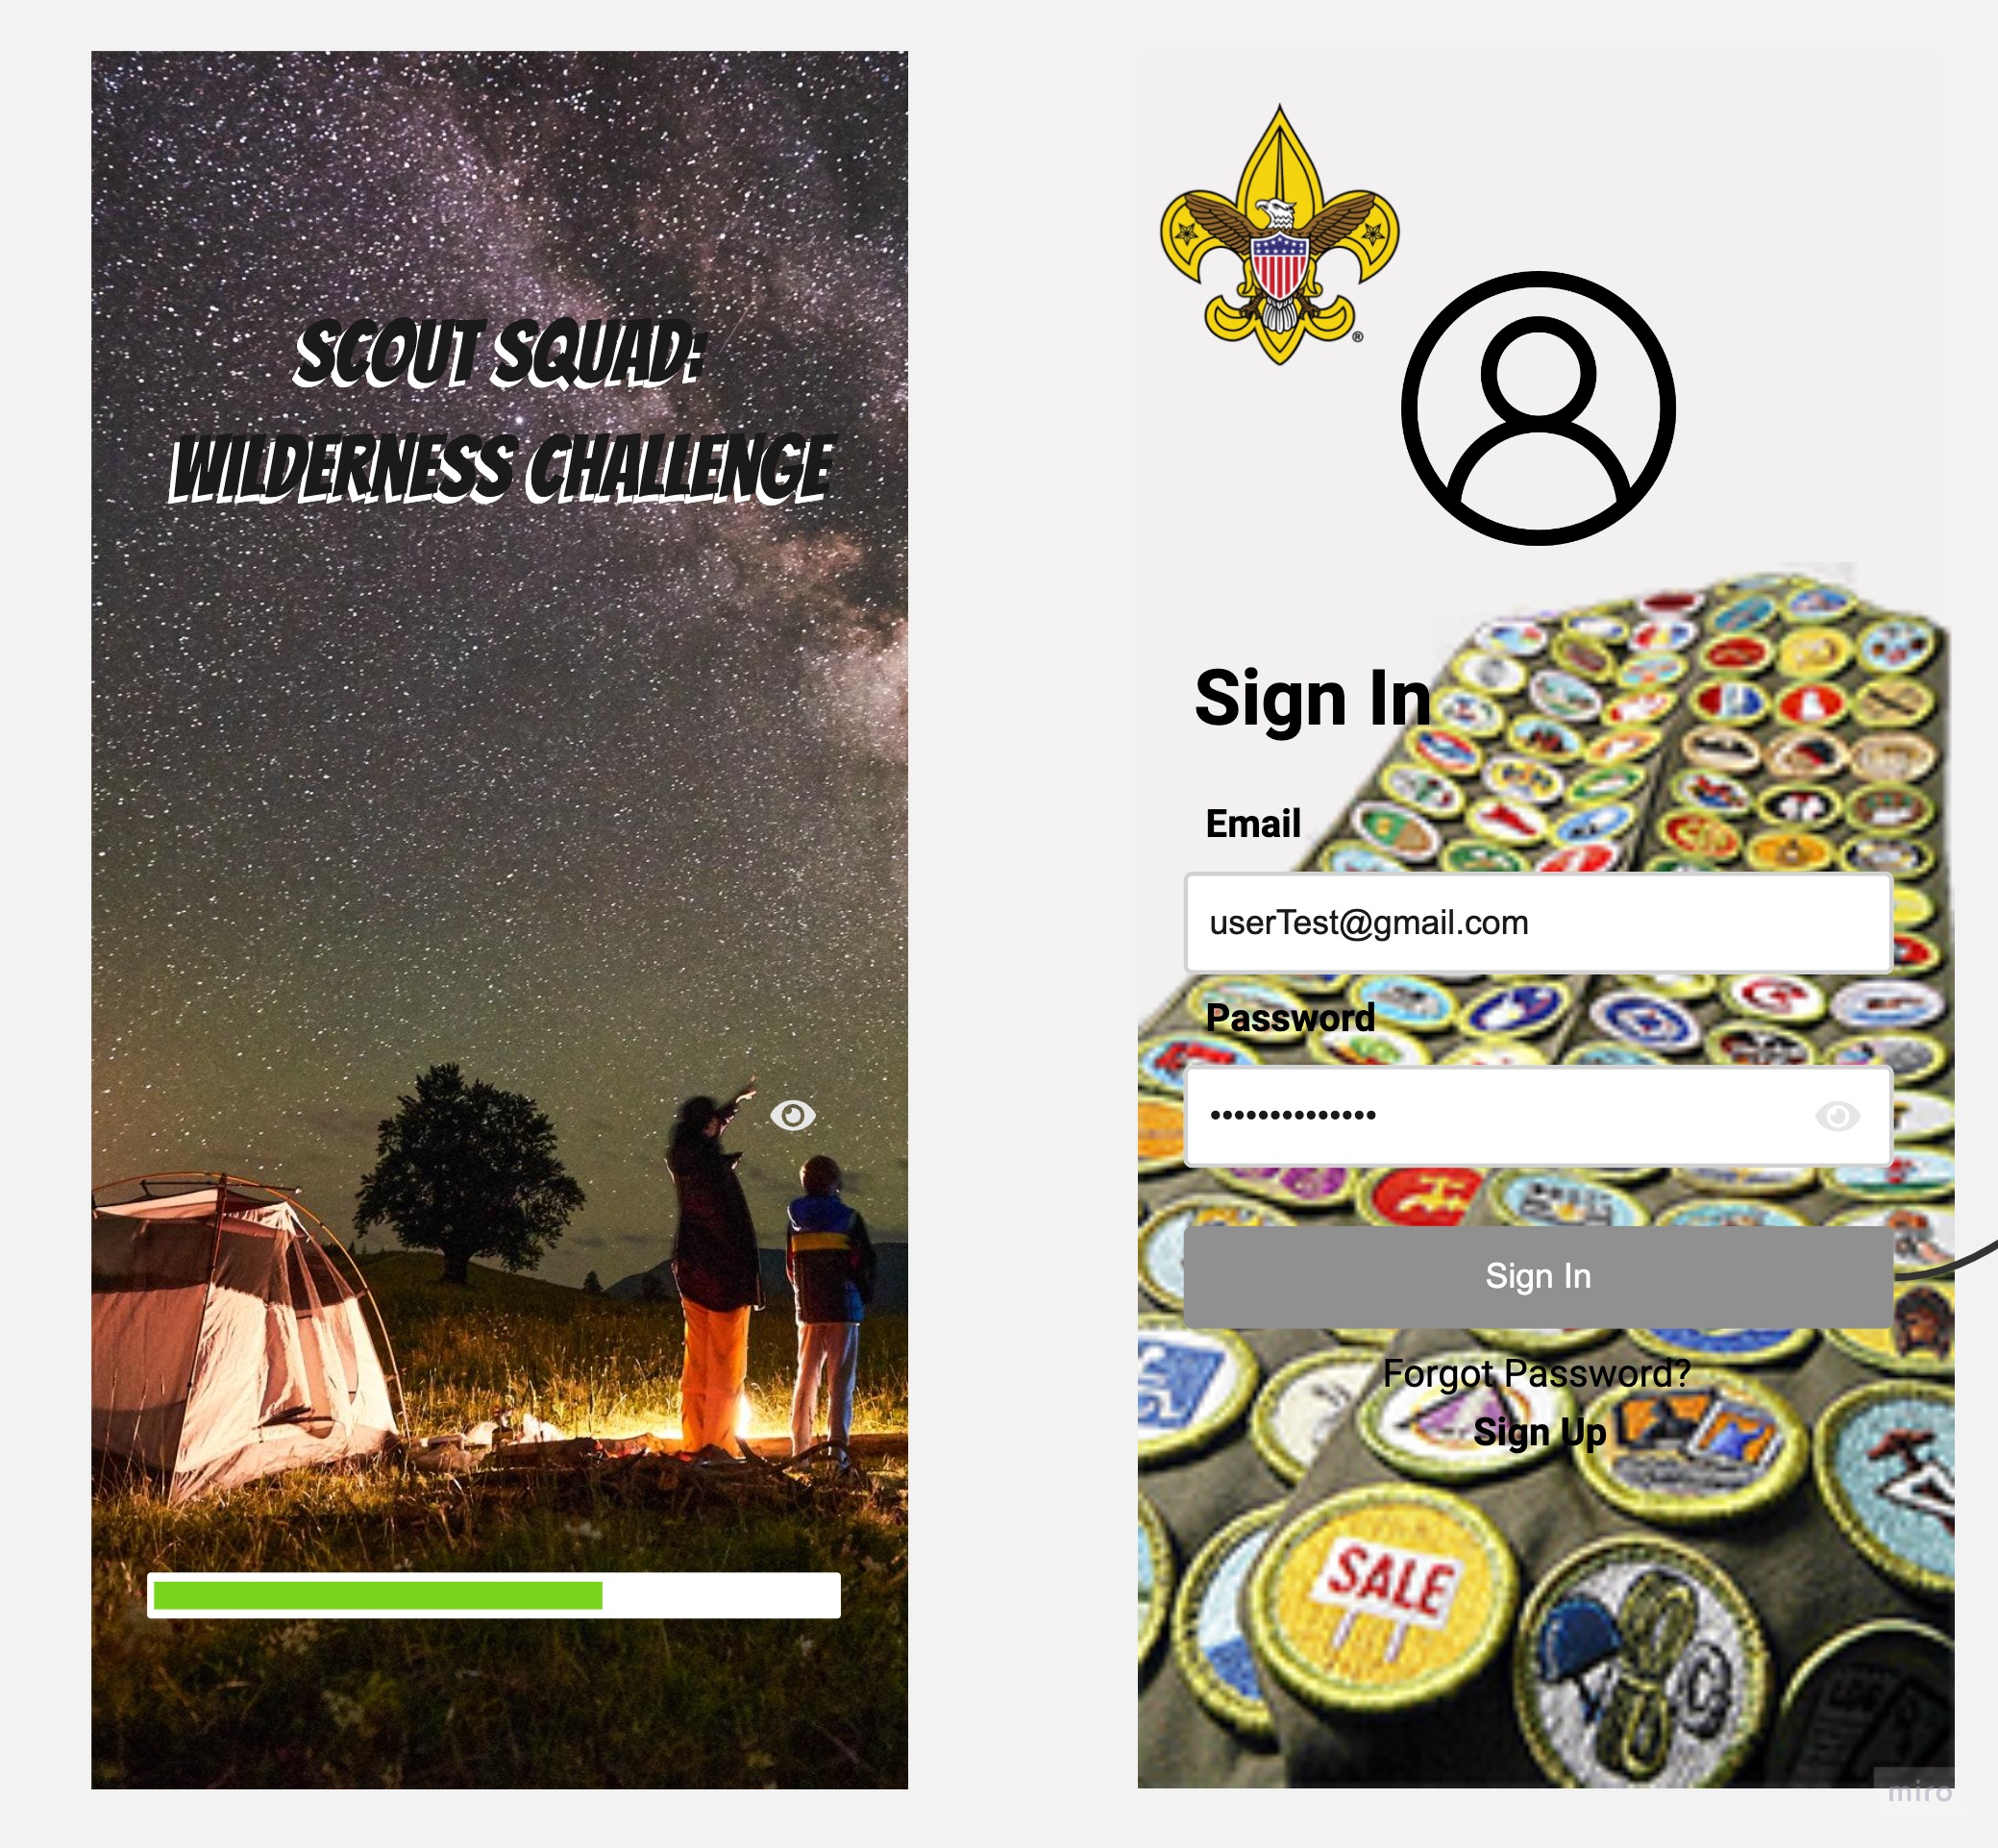 SCOUT SQUAD:
WILDERNESS CHALLENGE
®
Sign In
Email
userTest@gmail.com
Password
••••••••••••••
Sign In
Forgot Password?
Sign Up
SALE
miro